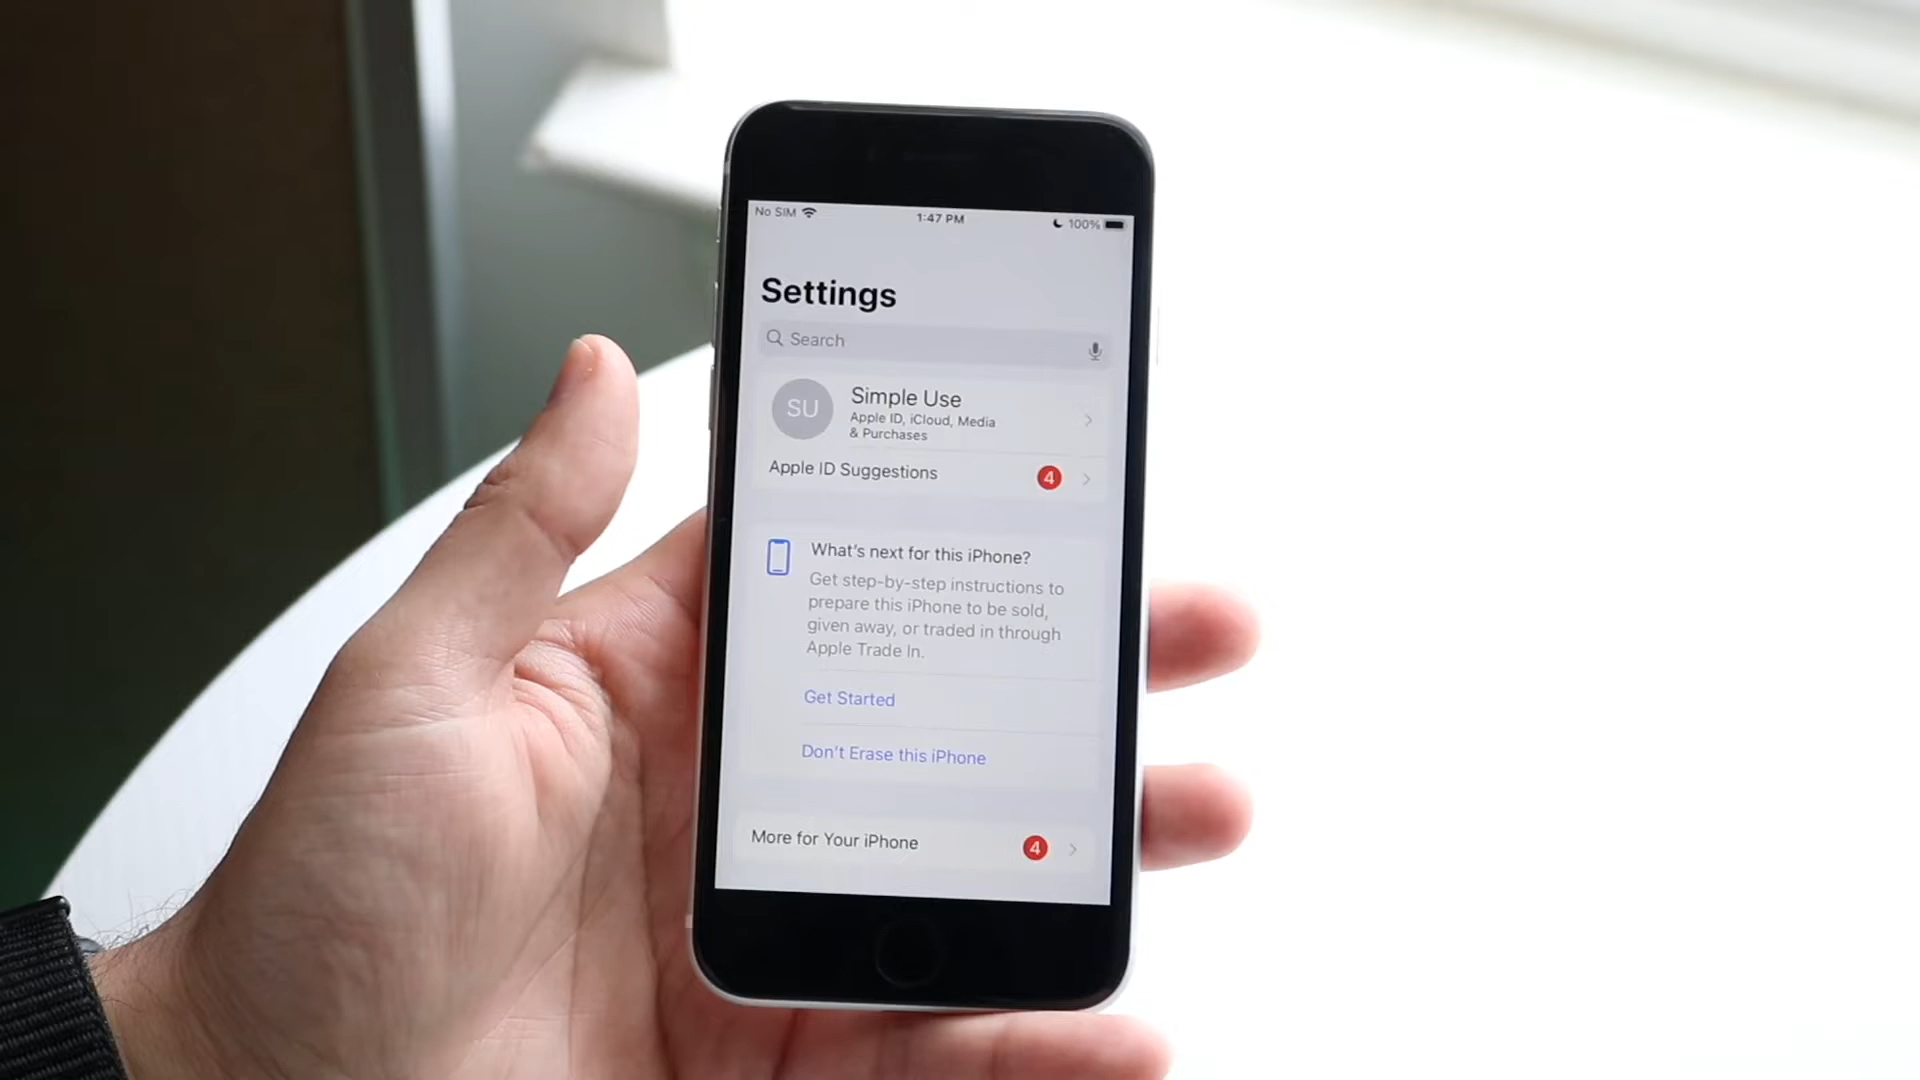 No SIM 1:47 PM 100%
Settings
Search
SU
Simple Use
Apple ID, iCloud, Media
& Purchases
Apple ID Suggestions 4
What's next for this iPhone?
Get step-by-step instructions to
prepare this iPhone to be sold,
given away, or traded in through
Apple Trade In.
Get Started
Don't Erase this iPhone
More for Your iPhone 4